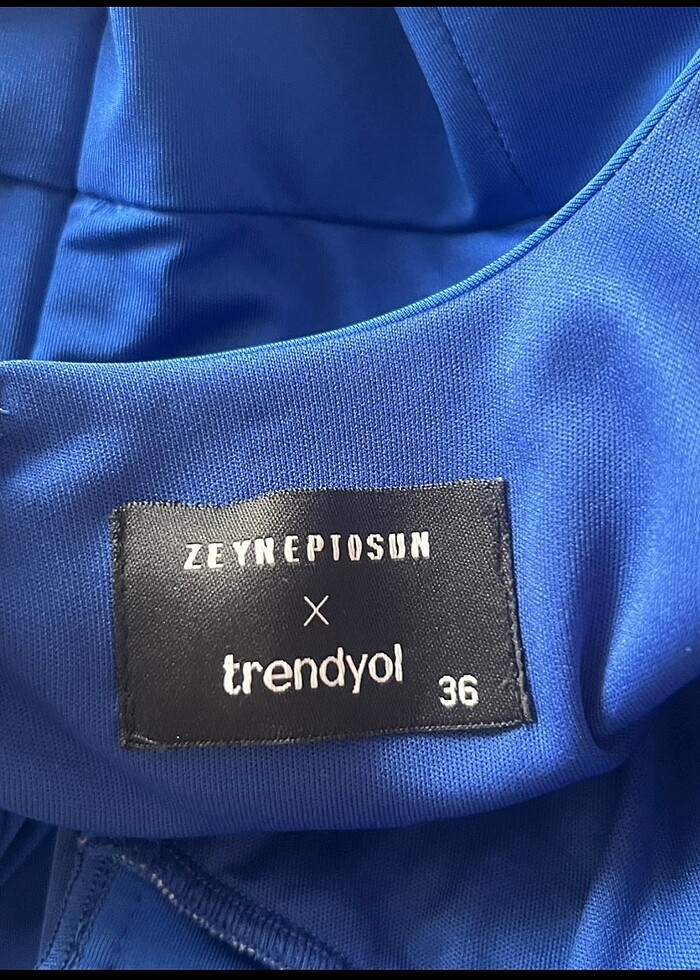 ZEYNEPTOSUN
X
trendyol
36